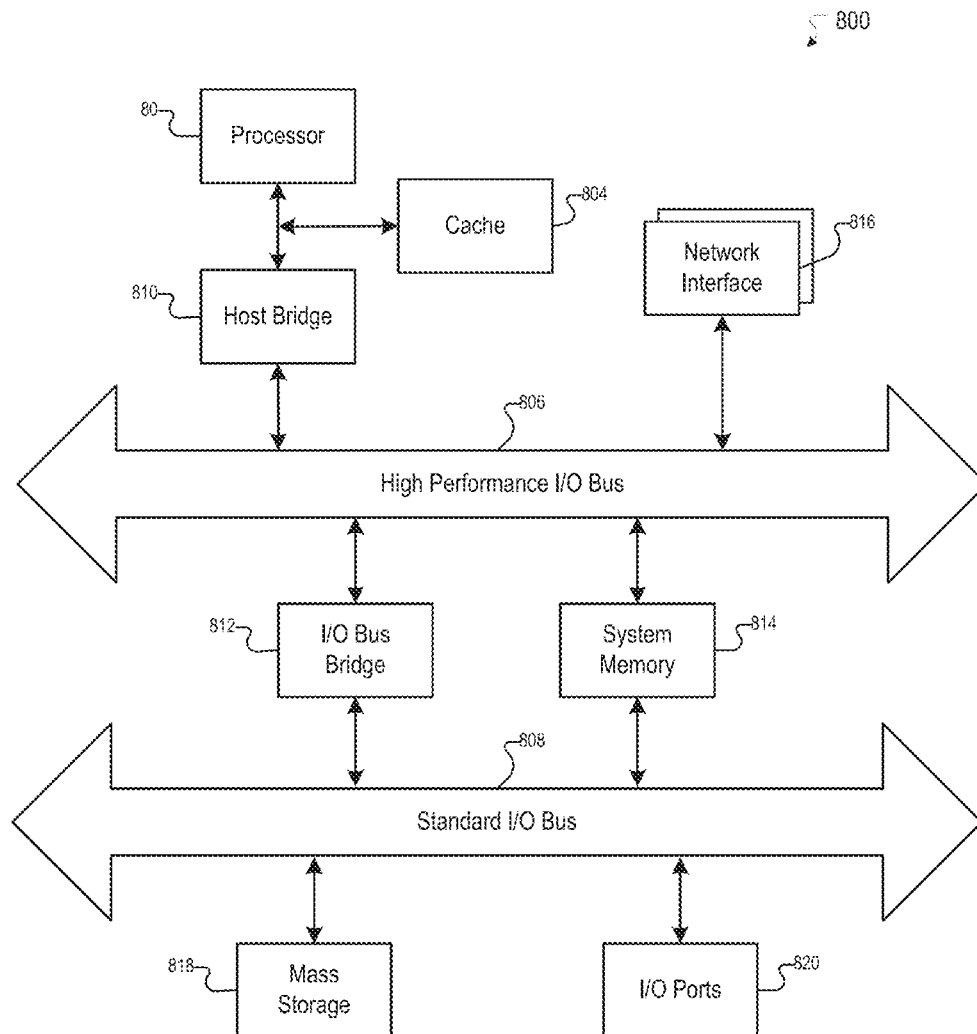 800
80
Processor
804
Cache
816
Network
Interface
810
Host Bridge
806
High Performance I/O Bus
812
I/O Bus
Bridge
System
Memory
814
808
Standard I/O Bus
818
Mass
Storage
I/O Ports
820